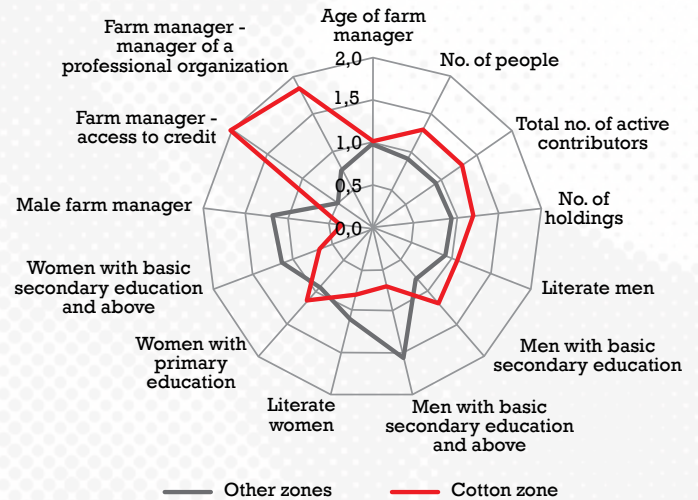 Age of farm
manager
No. of people
Total no. of active
contributors
No. of
holdings
Literate men
Men with basic
secondary education
Men with basic
secondary education
and above
Literate
women
Women with
primary
education
Women with basic
secondary education
and above
Male farm manager
Farm manager -
access to credit
Farm manager -
manager of a
professional organization
2,0
1,5
1,0
0,5
0,0
Other zones
Cotton zone